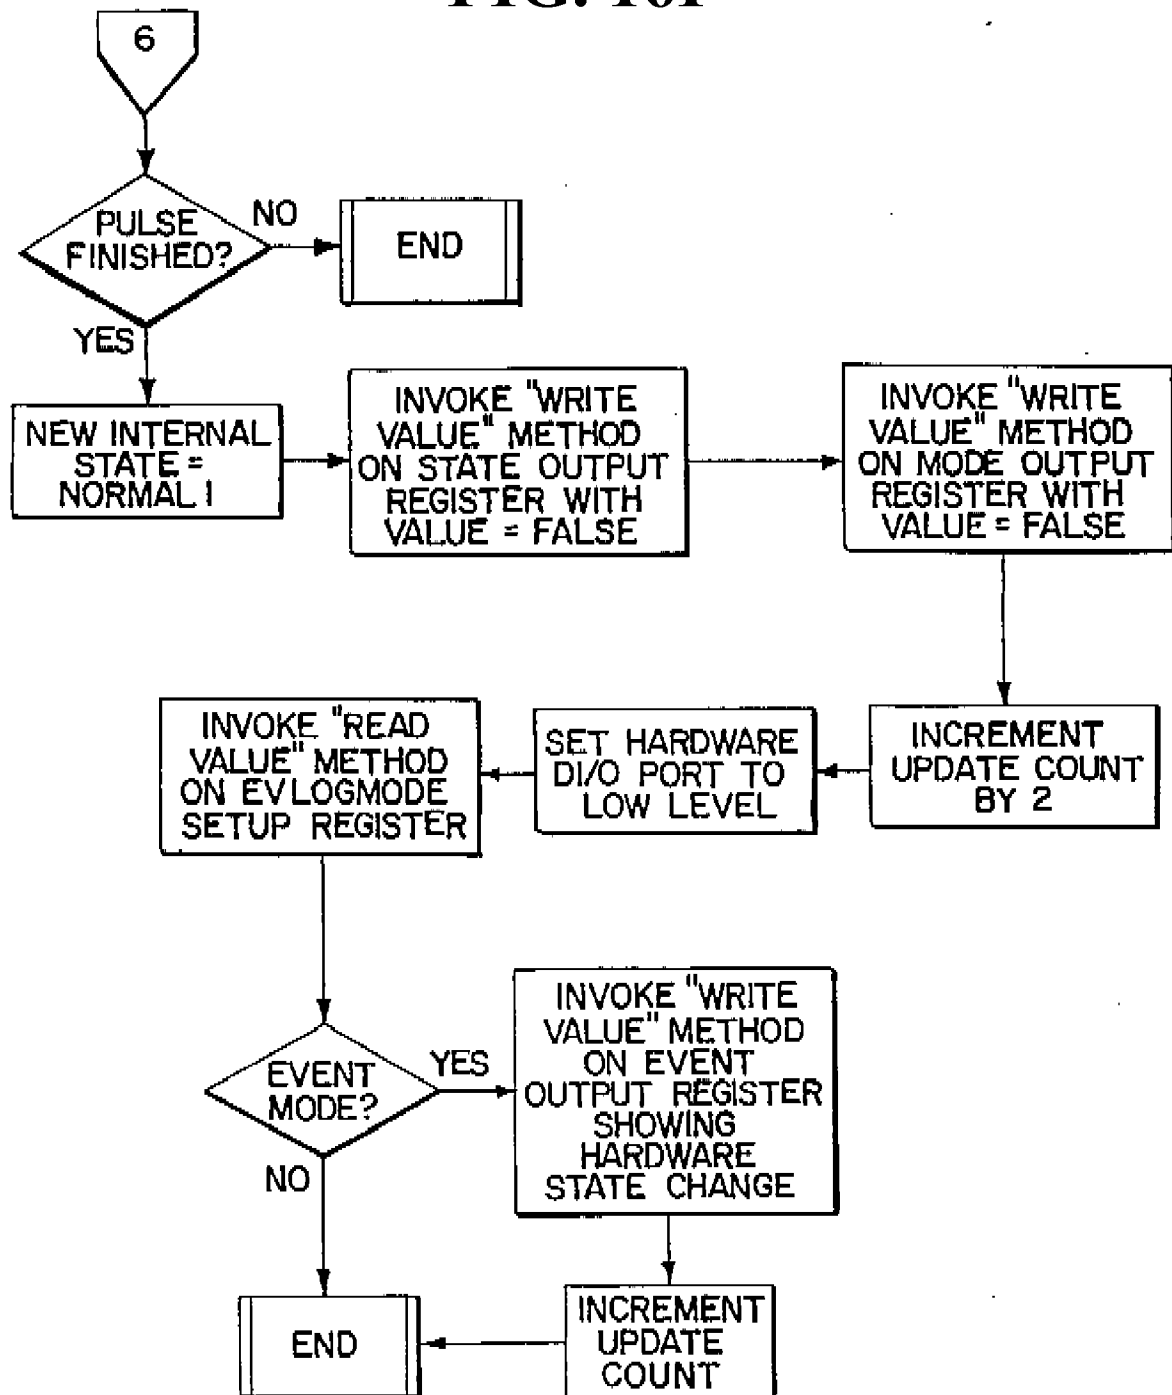 6
PULSE
FINISHED?
NO
END
YES
NEW INTERNAL
STATE =
NORMAL 1
INVOKE "WRITE
VALUE" METHOD
ON STATE OUTPUT
REGISTER WITH
VALUE = FALSE
INVOKE "WRITE
VALUE" METHOD
ON MODE OUTPUT
REGISTER WITH
VALUE = FALSE
INCREMENT
UPDATE COUNT
BY 2
SET HARDWARE
DI/O PORT TO
LOW LEVEL
INVOKE "READ
VALUE" METHOD
ON EVLOGMODE
SETUP REGISTER
EVENT
MODE?
YES
INVOKE "WRITE
VALUE" METHOD
ON EVENT
OUTPUT REGISTER
SHOWING
HARDWARE
STATE CHANGE
NO
INCREMENT
UPDATE
COUNT
END